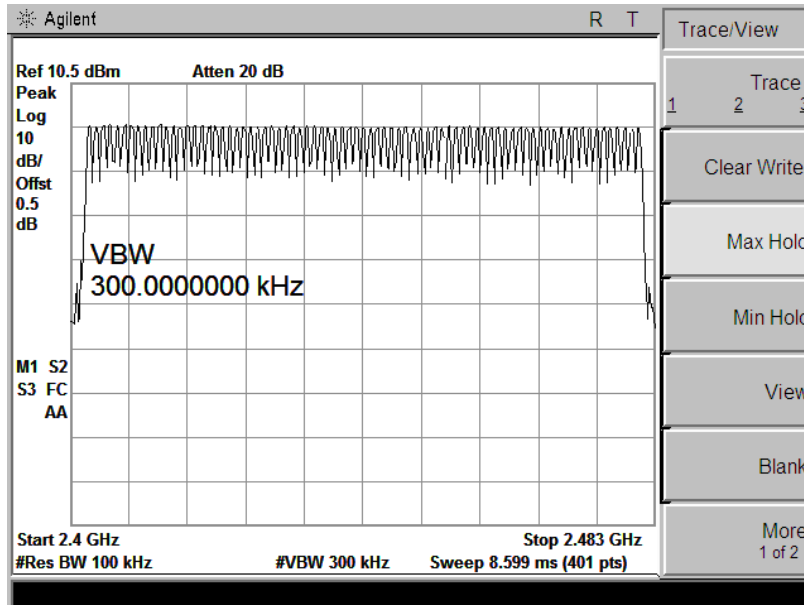 Agilent R T
Ref 10.5 dBm Atten 20 dB
Peak
Log
10
dB/
Offst
0.5
dB
VBW
300.0000000 kHz
M1 S2
S3 FC
AA
Start 2.4 GHz Stop 2.483 GHz
#Res BW 100 kHz #VBW 300 kHz Sweep 8.599 ms (401 pts)
Trace/View
Trace
1 2 3
Clear Write
Max Hold
Min Hold
View
Blank
More
1 of 2